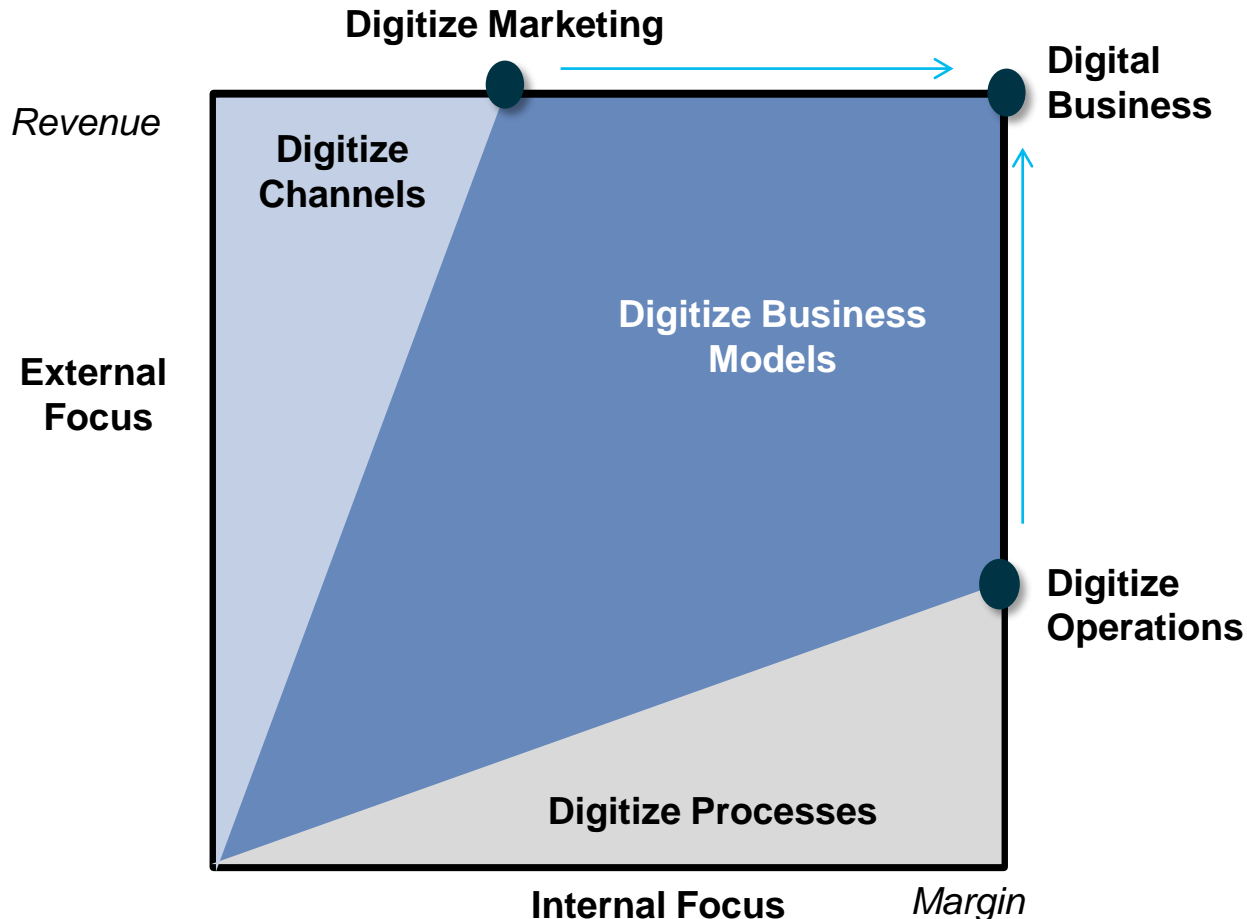 Digitize Marketing
Digital
Business
Revenue
Digitize
Channels
Digitize Business
Models
External
Focus
Digitize
Operations
Digitize Processes
Internal Focus
Margin